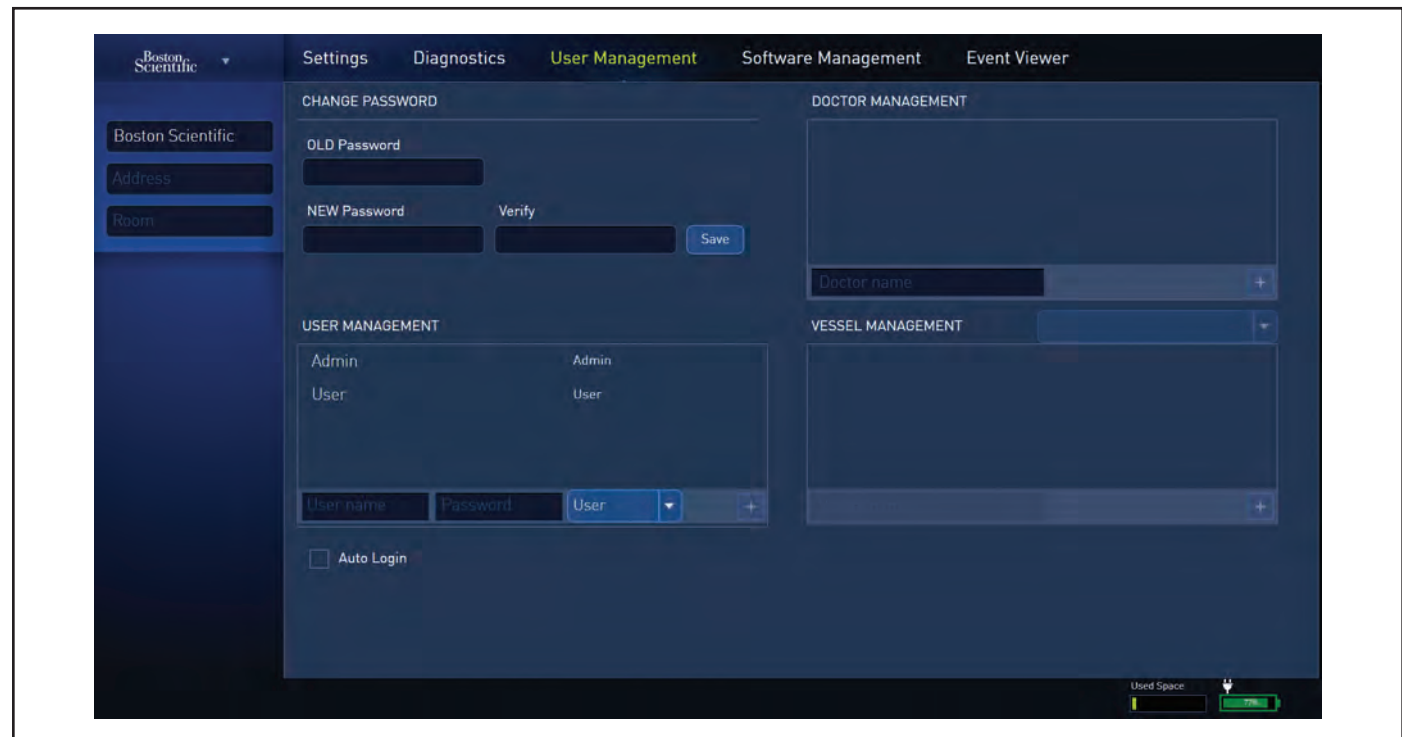 Boston
Scientific
Settings Diagnostics User Management Software Management Event Viewer
Boston Scientific
Address
Room
CHANGE PASSWORD
OLD Password
NEW Password Verify
Save
DOCTOR MANAGEMENT
Doctor name
+
USER MANAGEMENT
Admin Admin
User User
User name Password User +
Auto Login
VESSEL MANAGEMENT
+
Used Space
77%